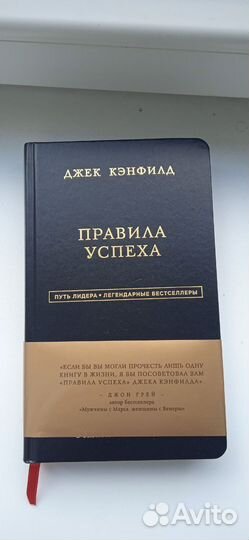 ДЖЕК КЭНФИЛД
ПРАВИЛА
УСПЕХА
ПУТЬ ЛИДЕРА • ЛЕГЕНДАРНЫЕ БЕСТСЕЛЛЕРЫ
«ЕСЛИ БЫ ВЫ МОГЛИ ПРОЧЕСТЬ ЛИШЬ ОДНУ
КНИГУ В ЖИЗНИ, Я БЫ ПОСОВЕТОВАЛ ВАМ
«ПРАВИЛА УСПЕХА» ДЖЕКА КЭНФИЛДА»
– ДЖОН ГРЕЙ –
автор бестселлера
«Мужчины с Марса, женщины с Венеры»
Avito